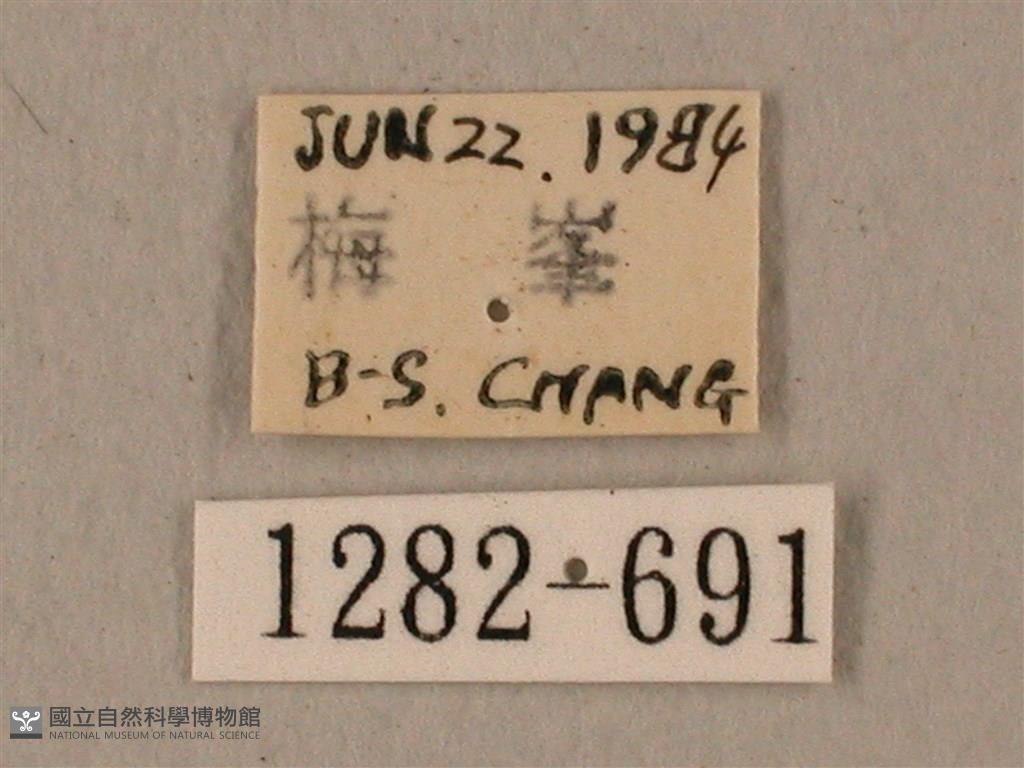 JUN 22. 1984
梅 峯
B-S. CHANG
1282-691
國立自然科學博物館
NATIONAL MUSEUM OF NATURAL SCIENCE